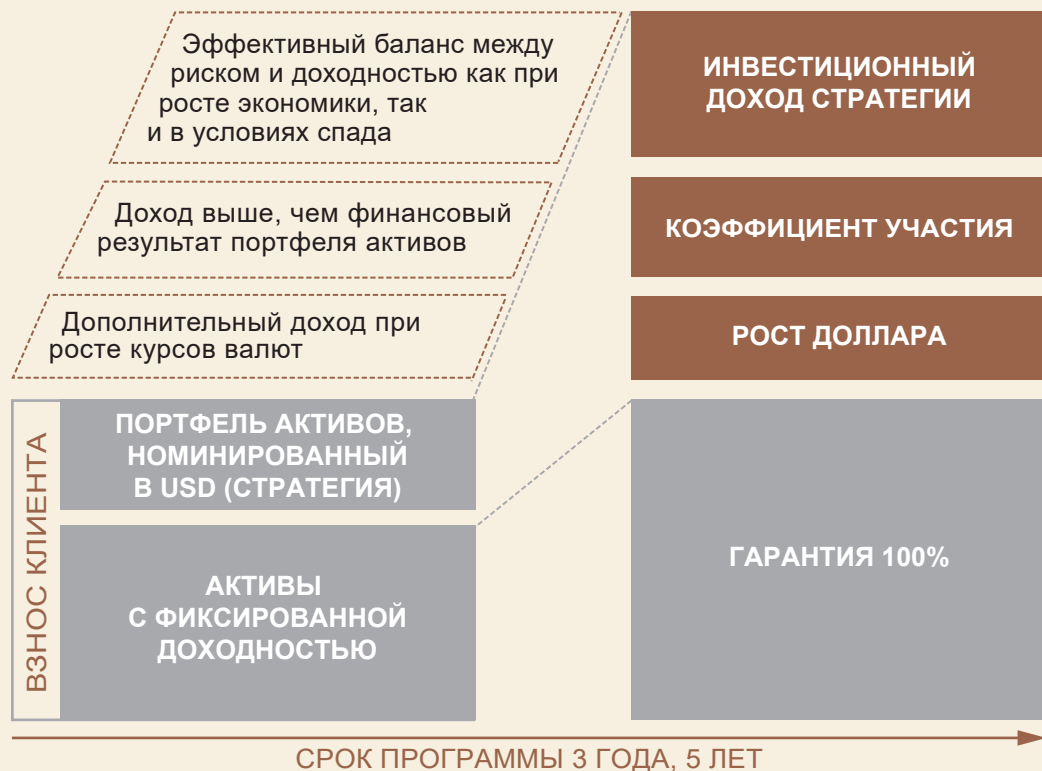 Эффективный баланс между
риском и доходностью как при
росте экономики, так
и в условиях спада
ИНВЕСТИЦИОННЫЙ
ДОХОД СТРАТЕГИИ
Доход выше, чем финансовый
результат портфеля активов
КОЭФФИЦИЕНТ УЧАСТИЯ
Дополнительный доход при
росте курсов валют
РОСТ ДОЛЛАРА
ВЗНОС КЛИЕНТА
ПОРТФЕЛЬ АКТИВОВ,
НОМИНИРОВАННЫЙ
В USD (СТРАТЕГИЯ)
АКТИВЫ
С ФИКСИРОВАННОЙ
ДОХОДНОСТЬЮ
ГАРАНТИЯ 100%
СРОК ПРОГРАММЫ 3 ГОДА, 5 ЛЕТ